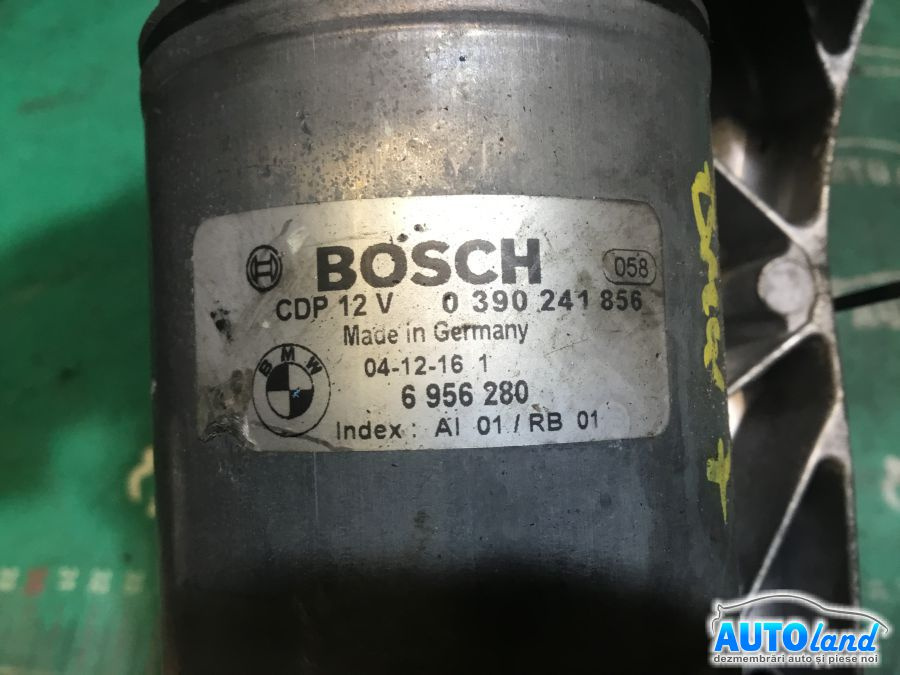 BOSCH 058
CDP 12 V 0 390 241 856
Made in Germany
BMW
04-12-16 1
6 956 280
Index : AI 01 / RB 01
AUTOland
dezmembrări auto și piese noi